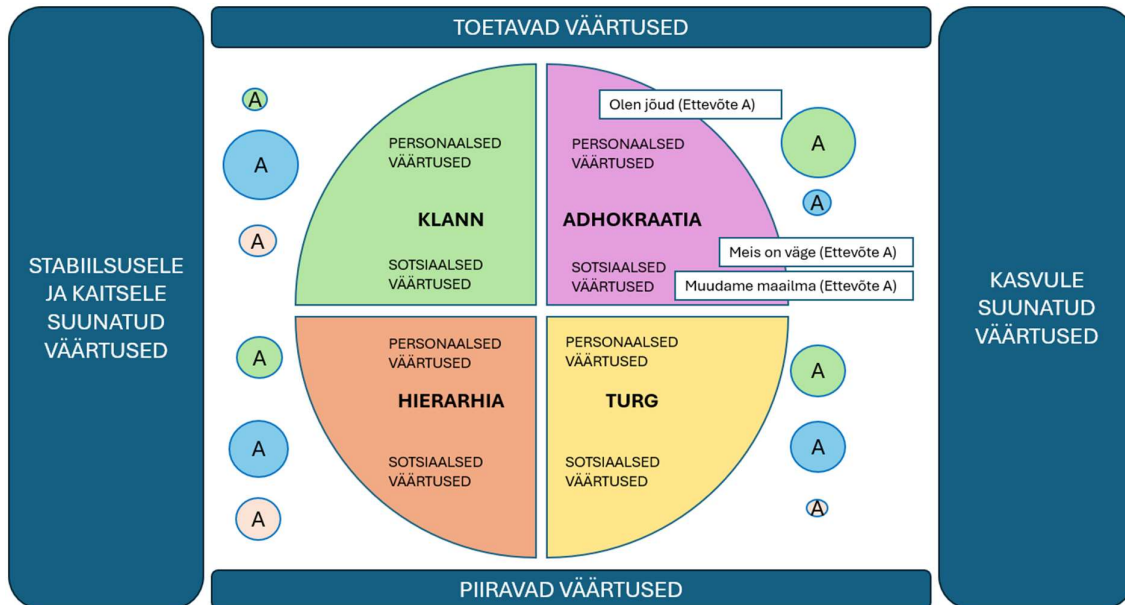 TOETAVAD VÄÄRTUSED
STABIILSUSELE
JA KAITSELE
SUUNATUD
VÄÄRTUSED
A
A
A
PERSONAALSED
VÄÄRTUSED
KLANN
SOTSIAALSED
VÄÄRTUSED
Olen jõud (Ettevõte A)
PERSONAALSED
VÄÄRTUSED
ADHOKRAATIA
SOTSIAALSED
VÄÄRTUSED
Meis on väge (Ettevõte A)
Muudame maailma (Ettevõte A)
A
A
A
A
A
PERSONAALSED
VÄÄRTUSED
HIERARHIA
SOTSIAALSED
VÄÄRTUSED
PERSONAALSED
VÄÄRTUSED
TURG
SOTSIAALSED
VÄÄRTUSED
A
A
A
KASVULE
SUUNATUD
VÄÄRTUSED
PIIRAVAD VÄÄRTUSED